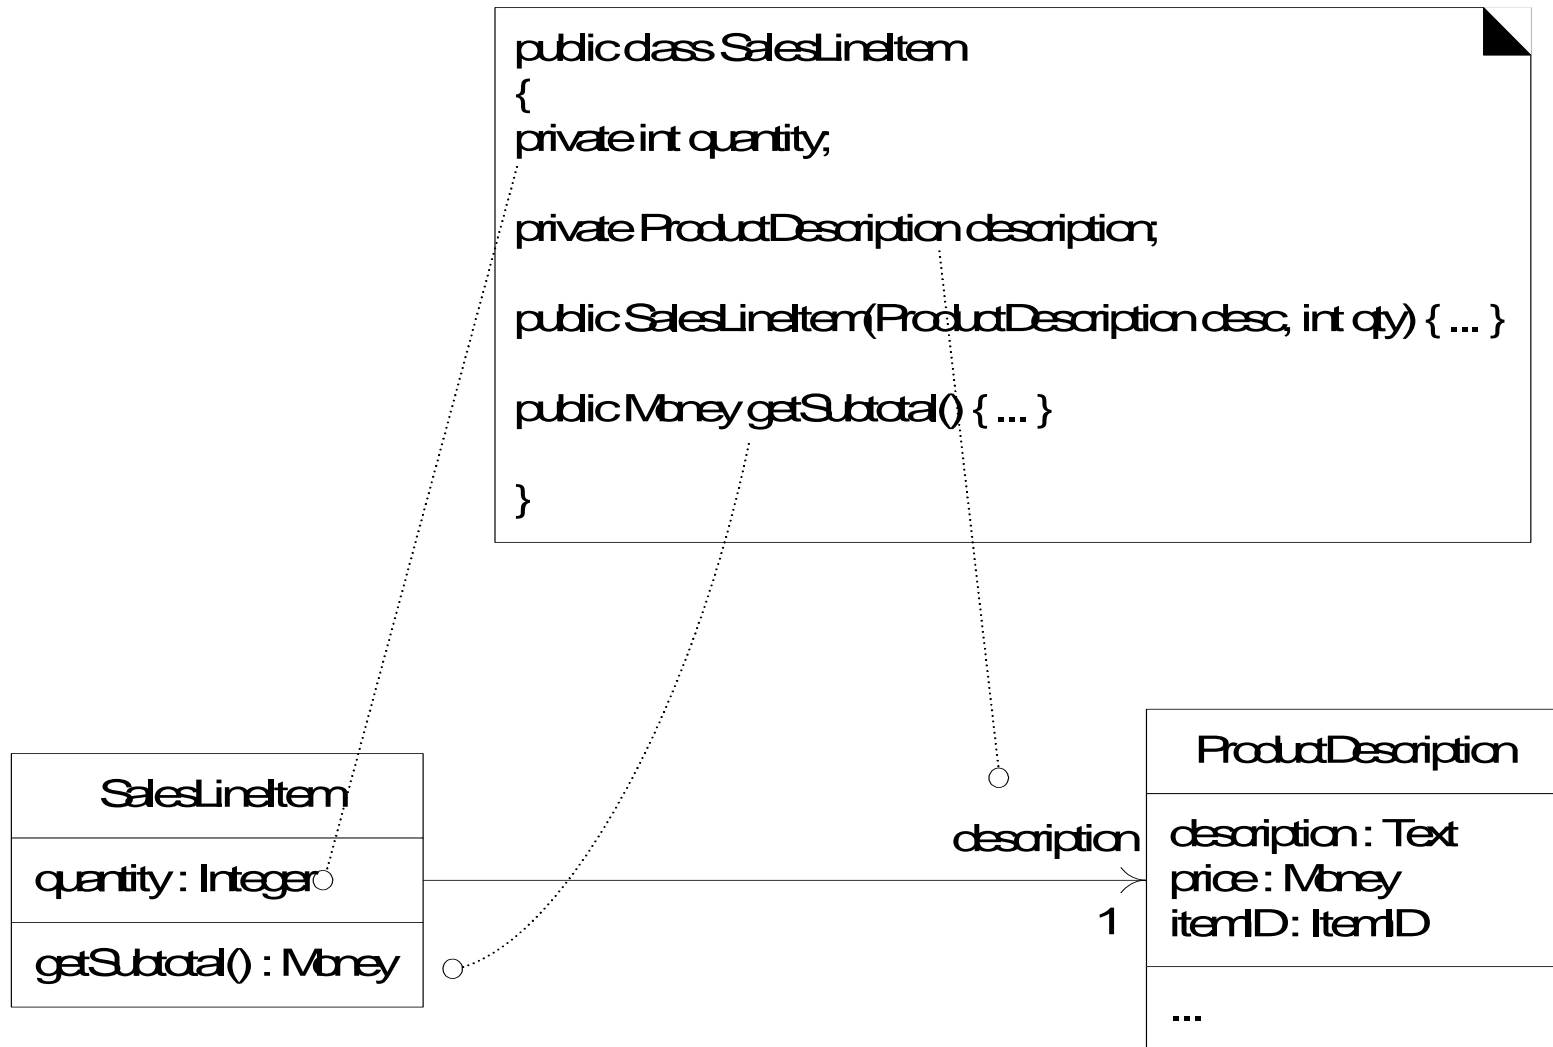 public class SalesLineItem
{
private int quantity;
private ProductDescription description;
public SalesLineItem(ProductDescription desc, int qty) { ... }
public Money getSubtotal() { ... }
}
SalesLineItem
quantity : Integer
getSubtotal() : Money
description
1
ProductDescription
description : Text
price : Money
itemID : ItemID
...